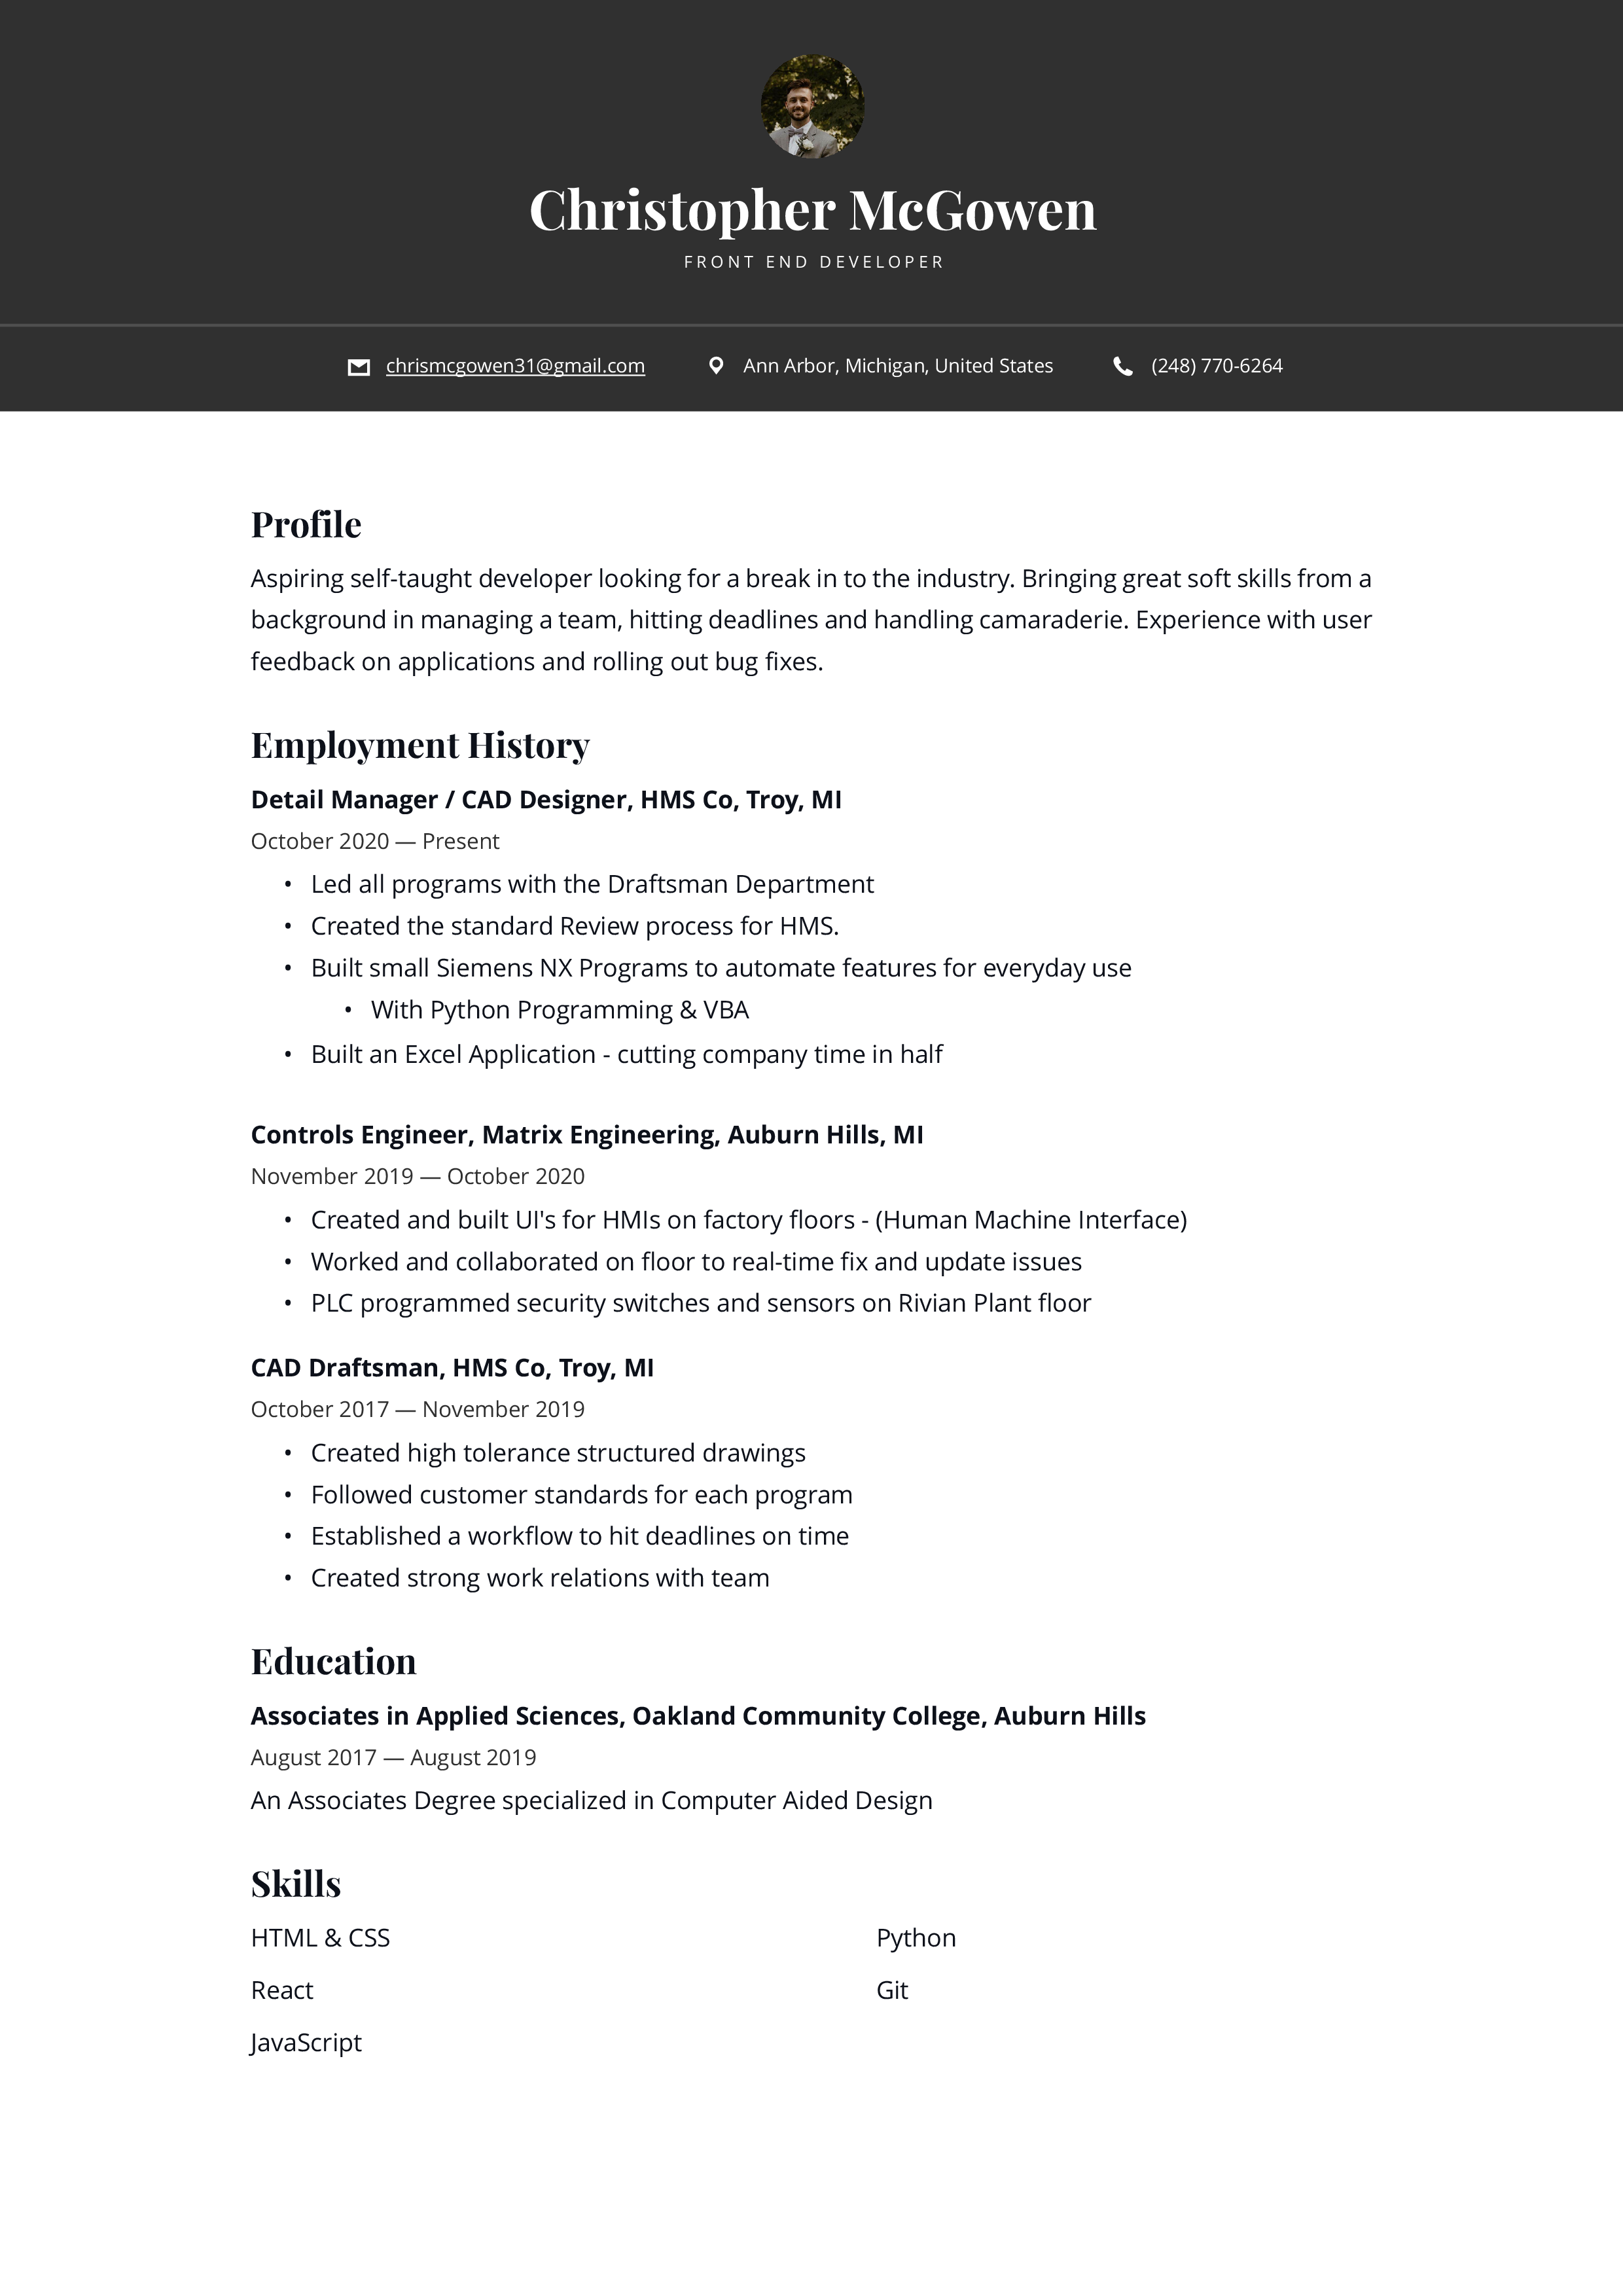 Christopher McGowen
FRONT END DEVELOPER
chrismcgowen31@gmail.com Ann Arbor, Michigan, United States (248) 770-6264
Profile
Aspiring self-taught developer looking for a break in to the industry. Bringing great soft skills from a
background in managing a team, hitting deadlines and handling camaraderie. Experience with user
feedback on applications and rolling out bug fixes.
Employment History
Detail Manager / CAD Designer, HMS Co, Troy, MI
October 2020 — Present
• Led all programs with the Draftsman Department
• Created the standard Review process for HMS.
• Built small Siemens NX Programs to automate features for everyday use
• With Python Programming & VBA
• Built an Excel Application - cutting company time in half
Controls Engineer, Matrix Engineering, Auburn Hills, MI
November 2019 — October 2020
• Created and built UI's for HMIs on factory floors - (Human Machine Interface)
• Worked and collaborated on floor to real-time fix and update issues
• PLC programmed security switches and sensors on Rivian Plant floor
CAD Draftsman, HMS Co, Troy, MI
October 2017 — November 2019
• Created high tolerance structured drawings
• Followed customer standards for each program
• Established a workflow to hit deadlines on time
• Created strong work relations with team
Education
Associates in Applied Sciences, Oakland Community College, Auburn Hills
August 2017 — August 2019
An Associates Degree specialized in Computer Aided Design
Skills
HTML & CSS
React
JavaScript
Python
Git